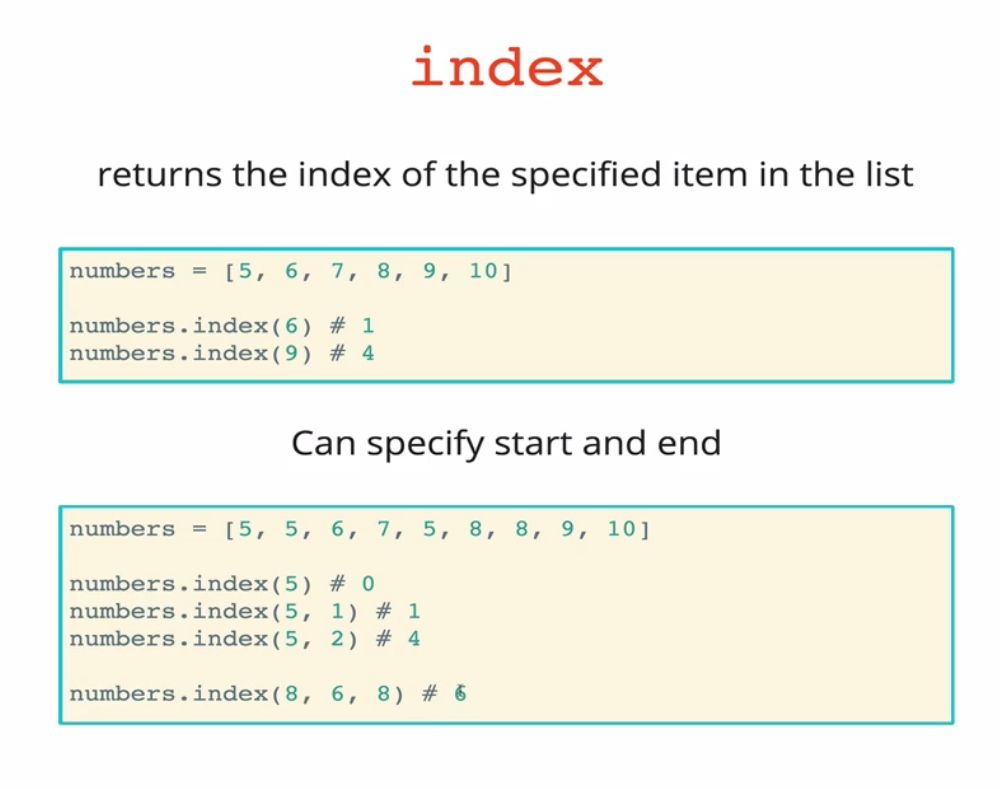 index
returns the index of the specified item in the list
numbers = [5, 6, 7, 8, 9, 10]
numbers.index(6) # 1
numbers.index(9) # 4
Can specify start and end
numbers = [5, 5, 6, 7, 5, 8, 8, 9, 10]
numbers.index(5) # 0
numbers.index(5, 1) # 1
numbers.index(5, 2) # 4
numbers.index(8, 6, 8) # 6